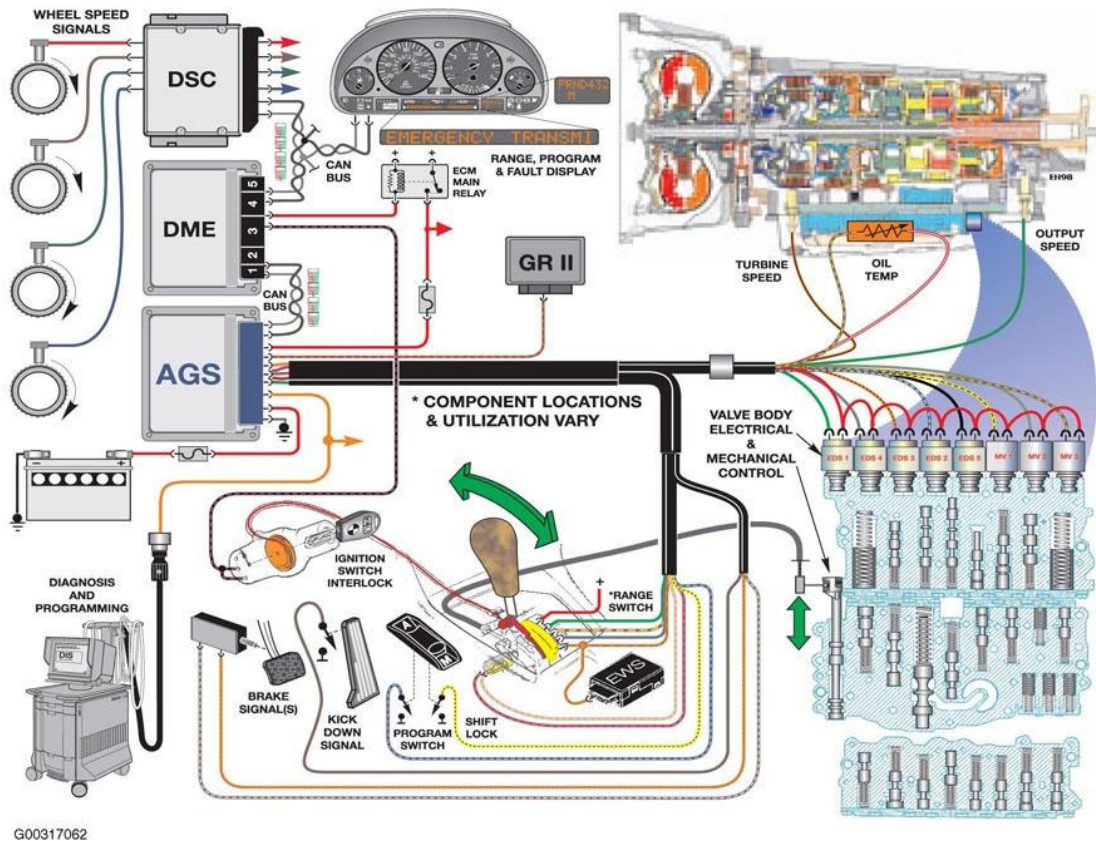 WHEEL SPEED
SIGNALS
DSC
PRND432
M
EMERGENCY TRANSMI
CAN
BUS
ECM
MAIN
RELAY
RANGE, PROGRAM
& FAULT DISPLAY
EH98
5
4
DME
3
2
1
CAN
BUS
GR II
TURBINE
SPEED
OIL
TEMP
OUTPUT
SPEED
AGS
* COMPONENT LOCATIONS
& UTILIZATION VARY
VALVE BODY
ELECTRICAL
&
MECHANICAL
CONTROL
EDS 1
EDS 4
EDS 3
EDS 2
EDS 5
MV 1
MV 2
MV 3
IGNITION
SWITCH
INTERLOCK
DIAGNOSIS
AND
PROGRAMMING
DIS
*RANGE
SWITCH
A
M
EWS
BRAKE
SIGNAL(S)
KICK
DOWN
SIGNAL
PROGRAM
SWITCH
SHIFT
LOCK
G00317062